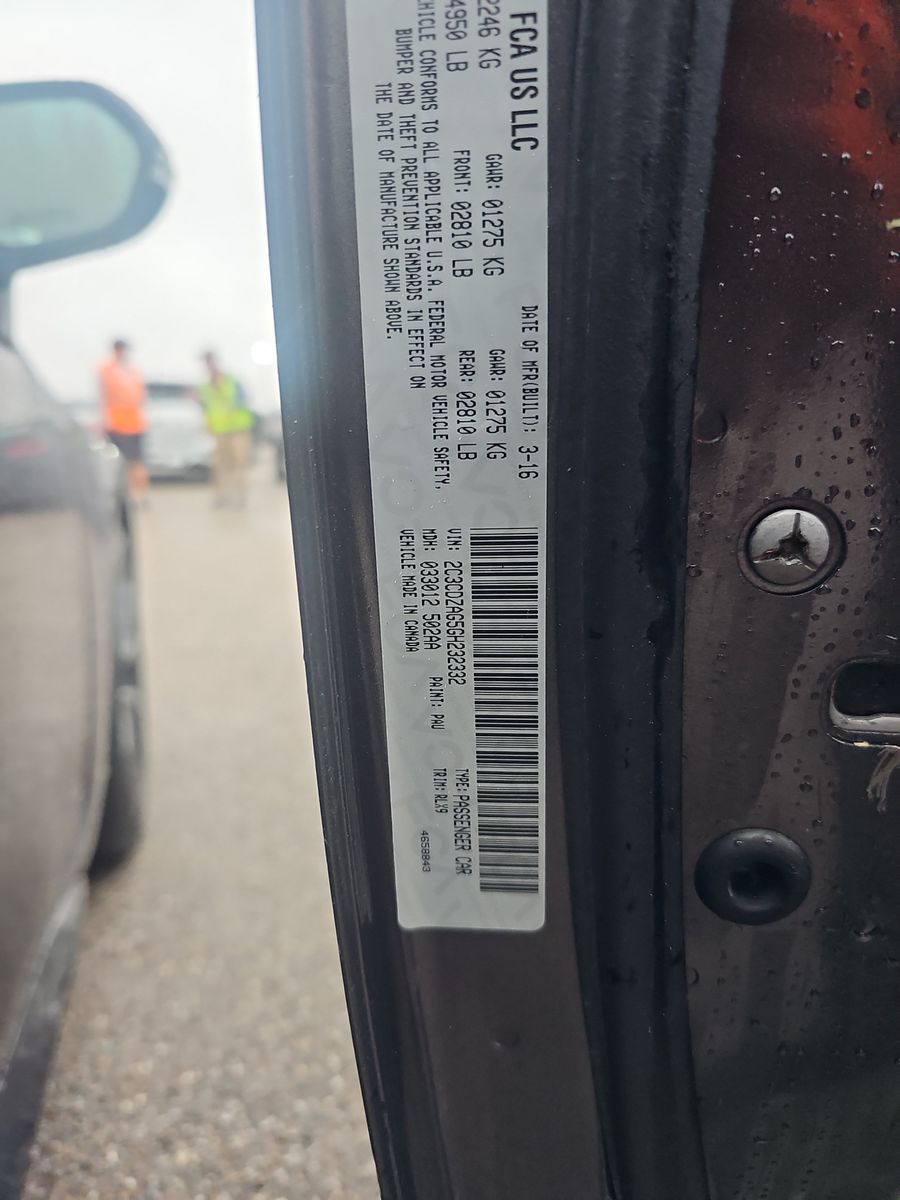 FCA US LLC
DATE OF MFR(BUILT): 3-16
2246 KG
GAWR: 01275 KG
GAWR: 01275 KG
4950 LB
FRONT: 02810 LB
REAR: 02810 LB
VEHICLE CONFORMS TO ALL APPLICABLE U.S.A. FEDERAL MOTOR VEHICLE SAFETY,
BUMPER AND THEFT PREVENTION STANDARDS IN EFFECT ON
THE DATE OF MANUFACTURE SHOWN ABOVE.
VIN: 2C3CDZAG5GH232332
TYPE: PASSENGER CAR
MDH: 033012 502AA
PAINT: PAU
TRIM: RLX9
VEHICLE MADE IN CANADA
4658843